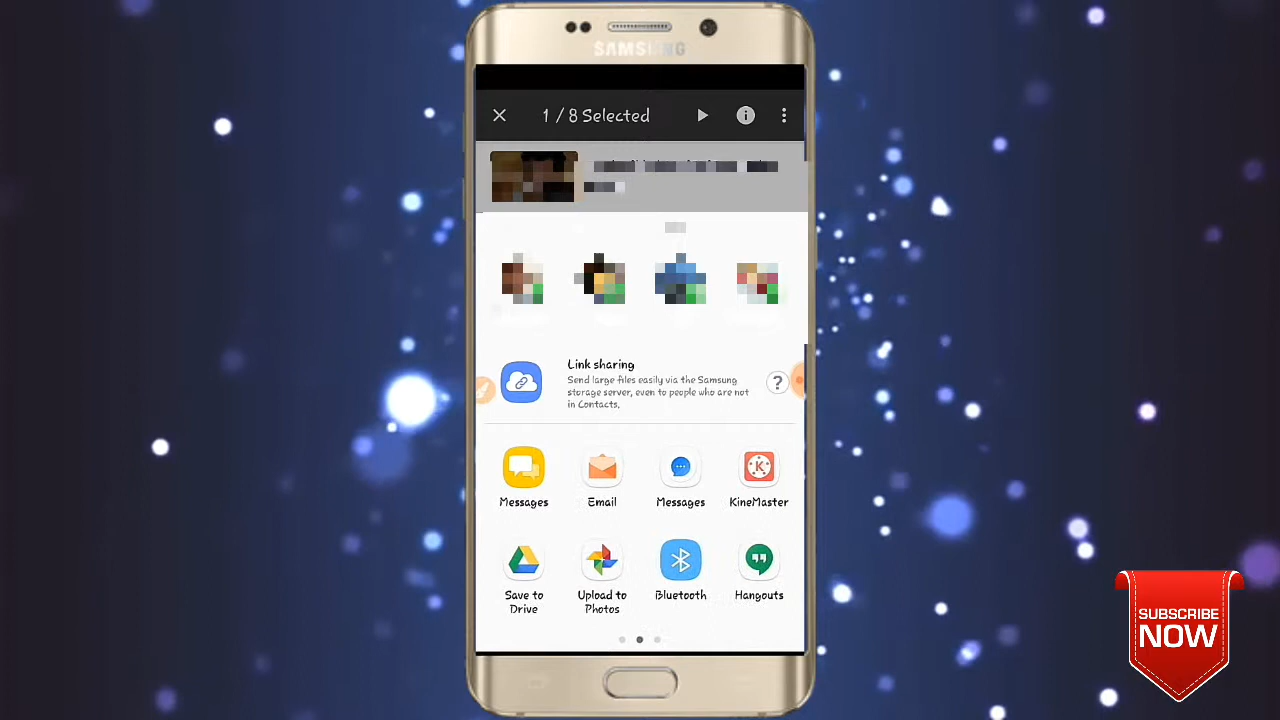 SAMSUNG
1 / 8 Selected
Link sharing
Send large files easily via the Samsung
storage server, even to people who are not
in Contacts.
?
Messages
Email
Messages
KineMaster
Save to
Drive
Upload to
Photos
Bluetooth
Hangouts
SUBSCRIBE
NOW